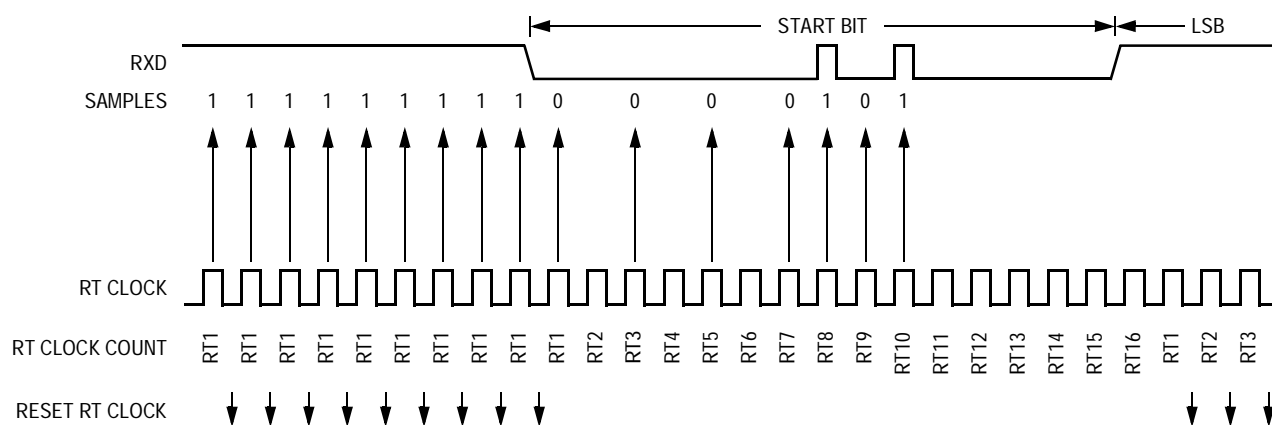 START BIT LSB
RXD
SAMPLES 1 1 1 1 1 1 1 1 1 0 0 0 0 1 0 1
RT CLOCK
RT CLOCK COUNT RT1 RT1 RT1 RT1 RT1 RT1 RT1 RT1 RT1 RT1 RT2 RT3 RT4 RT5 RT6 RT7 RT8 RT9 RT10 RT11 RT12 RT13 RT14 RT15 RT16 RT1 RT2 RT3
RESET RT CLOCK